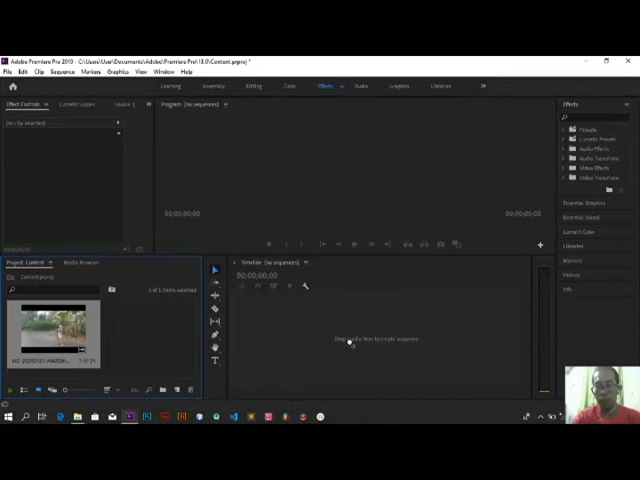 Adobe Premiere Pro 2019 - C:\Users\User\Documents\Adobe\Premiere Pro\13.0\Content.prproj *
File Edit Clip Sequence Markers Graphics View Window Help
Learning Assembly Editing Color Effects Audio Graphics Libraries
Effect Controls Lumetri Scopes Source
Program: (no sequences)
Effects
(no clip selected)
Presets
Lumetri Presets
Audio Effects
Audio Transitions
Video Effects
Video Transitions
00;00;00;00
00;00;00;00
Essential Graphics
Essential Sound
Lumetri Color
Libraries
Markers
History
Info
Project: Content
Media Browser
Timeline: (no sequences)
Content.prproj
00;00;00;00
1 of 1 items selected
Drop media here to create sequence.